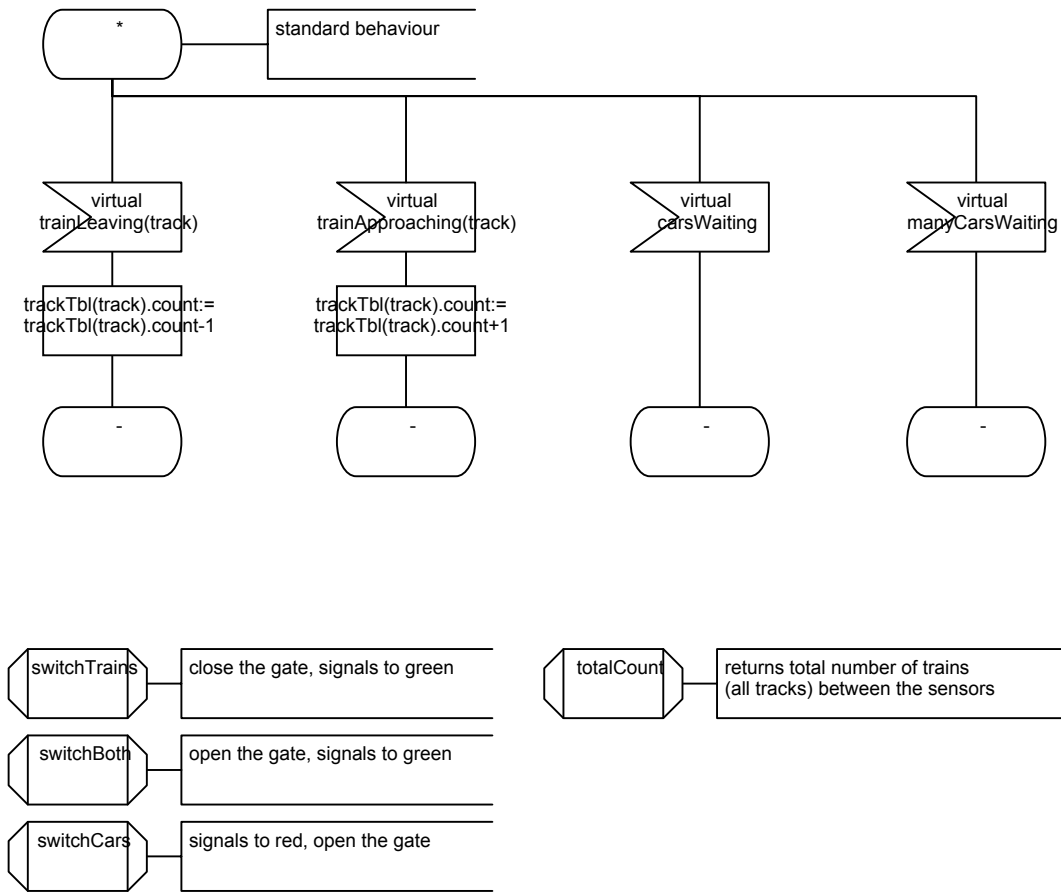 *
standard behaviour
virtual
trainLeaving(track)
virtual
trainApproaching(track)
virtual
carsWaiting
virtual
manyCarsWaiting
trackTbl(track).count:=
trackTbl(track).count-1
trackTbl(track).count:=
trackTbl(track).count+1
-
-
-
-
switchTrains
close the gate, signals to green
totalCount
returns total number of trains
(all tracks) between the sensors
switchBoth
open the gate, signals to green
switchCars
signals to red, open the gate